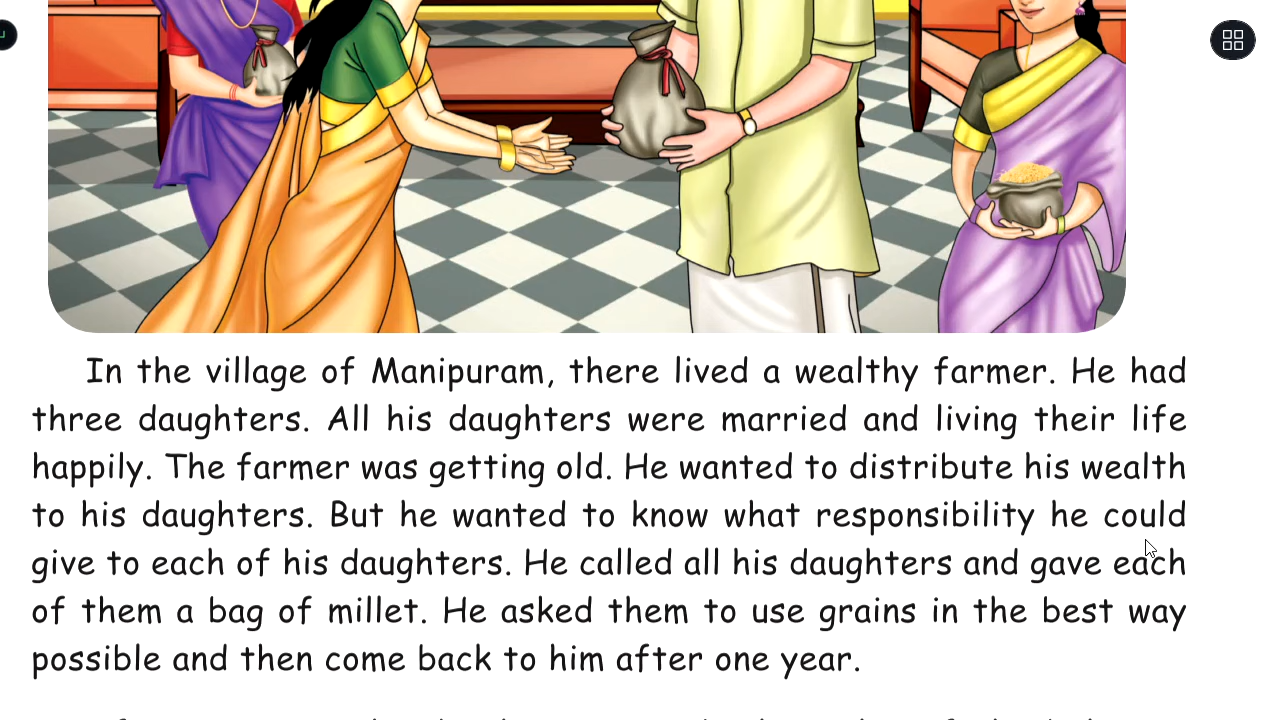 In the village of Manipuram, there lived a wealthy farmer. He had
three daughters. All his daughters were married and living their life
happily. The farmer was getting old. He wanted to distribute his wealth
to his daughters. But he wanted to know what responsibility he could
give to each of his daughters. He called all his daughters and gave each
of them a bag of millet. He asked them to use grains in the best way
possible and then come back to him after one year.